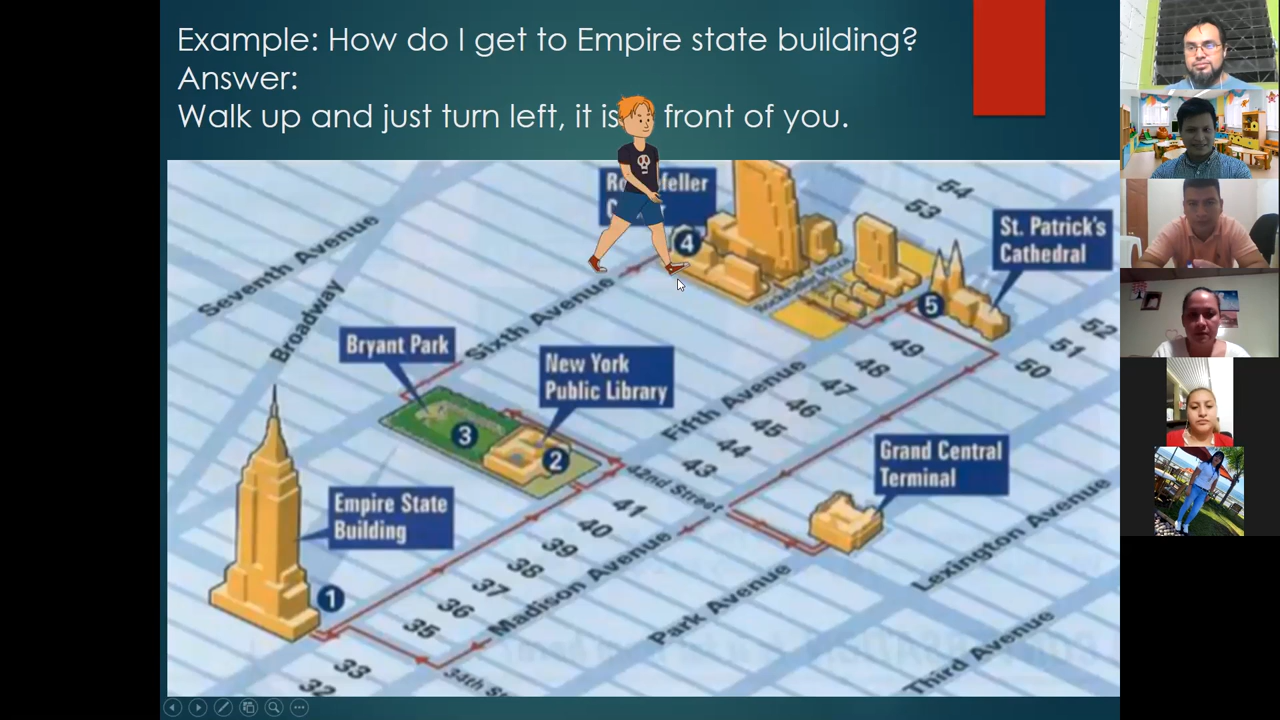 Example: How do I get to Empire state building?
Answer:
Walk up and just turn left, it is front of you.
54
53
St. Patrick's
Cathedral
4
Seventh Avenue
Broadway
Sixth Avenue
Rockefeller Plaza
5
52
51
50
Bryant Park
New York
Public Library
49
48
47
46
45
44
43
Fifth Avenue
3
2
Grand Central
Terminal
42nd Street
41
40
39
38
37
36
35
Empire State
Building
1
Madison Avenue
Park Avenue
Lexington Avenue
Third Avenue
34th
33
32